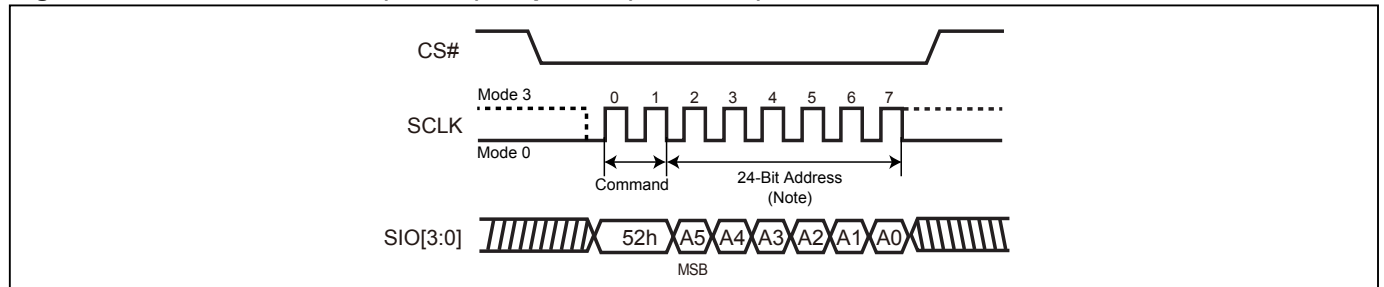 CS#
Mode 3
0 1 2 3 4 5 6 7
SCLK
Mode 0
Command
24-Bit Address
(Note)
SIO[3:0]
52h A5 A4 A3 A2 A1 A0
MSB